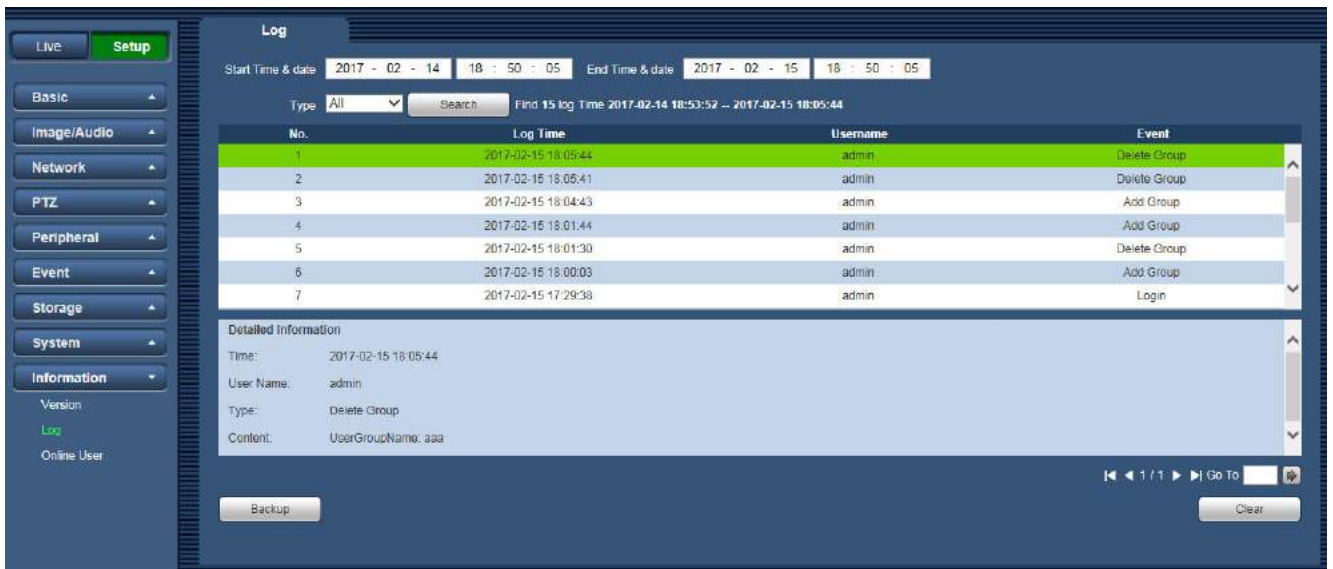 Live Setup
Basic
Image/Audio
Network
PTZ
Peripheral
Event
Storage
System
Information
Version
Log
Online User
Log
Start Time & date 2017 - 02 - 14 18 : 50 : 05 End Time & date 2017 - 02 - 15 18 : 50 : 05
Type All Search Find 15 log Time 2017-02-14 18:53:52 -- 2017-02-15 18:05:44
No. Log Time Username Event
1 2017-02-15 18:05:44 admin Delete Group
2 2017-02-15 18:05:41 admin Delete Group
3 2017-02-15 18:04:43 admin Add Group
4 2017-02-15 18:01:44 admin Add Group
5 2017-02-15 18:01:30 admin Delete Group
6 2017-02-15 18:00:03 admin Add Group
7 2017-02-15 17:29:38 admin Login
Detailed Information
Time: 2017-02-15 18:05:44
User Name: admin
Type: Delete Group
Content: UserGroupName: aaa
1 / 1 Go To
Backup Clear